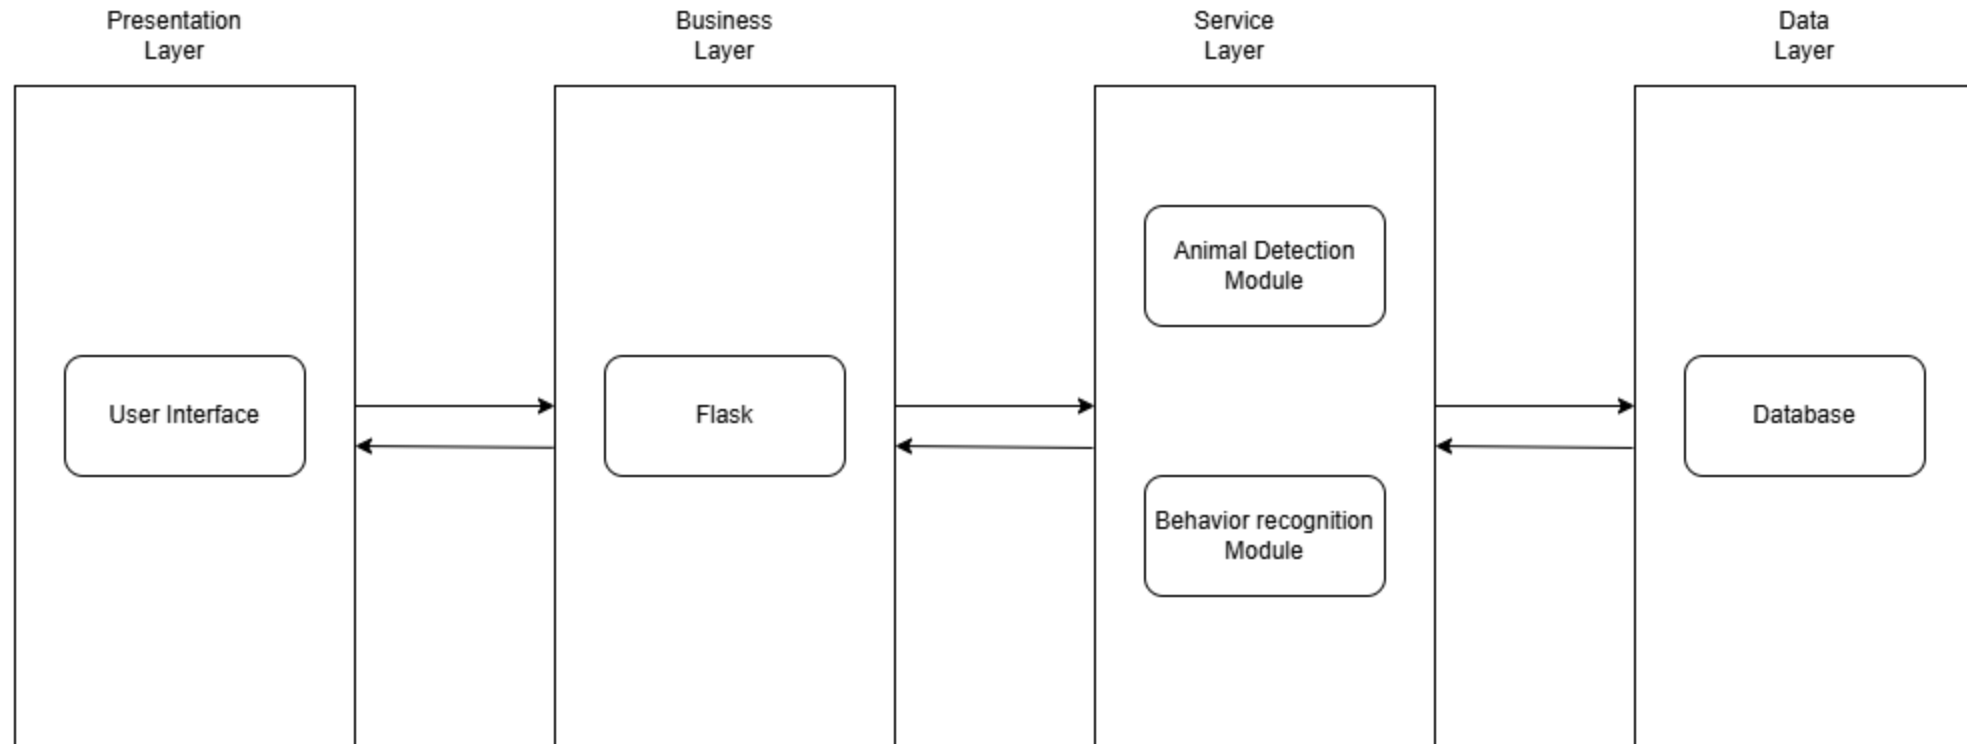 Presentation
Layer
Business
Layer
Service
Layer
Data
Layer
User Interface
Flask
Animal Detection
Module
Behavior recognition
Module
Database